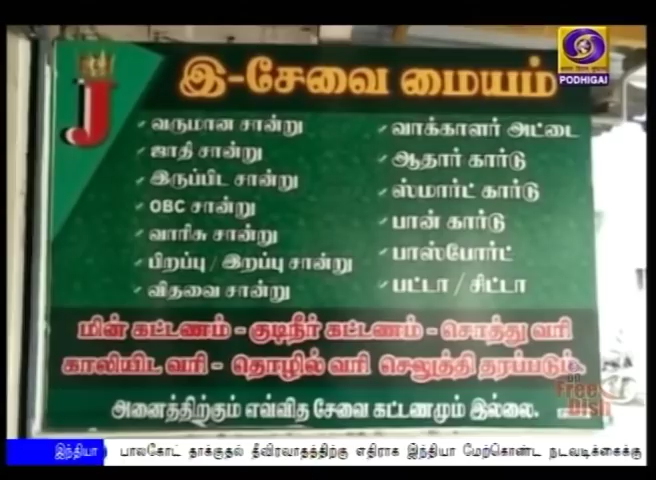 J
இ-சேவை மையம்
PODHIGAI
வருமான சான்று
ஜாதி சான்று
இருப்பிட சான்று
OBC சான்று
வாரிசு சான்று
பிறப்பு / இறப்பு சான்று
விதவை சான்று
வாக்காளர் அட்டை
ஆதார் கார்டு
ஸ்மார்ட் கார்டு
பான் கார்டு
பாஸ்போர்ட்
பட்டா / சிட்டா
மின் கட்டணம் - குடிநீர் கட்டணம் - சொத்து வரி
காலியிட வரி - தொழில் வரி செலுத்தி தரப்படும்.
அனைத்திற்கும் எவ்வித சேவை கட்டணமும் இல்லை.
on
Free
Dish
இந்தியா பாலகோட் தாக்குதல் தீவிரவாதத்திற்கு எதிராக இந்தியா மேற்கொண்ட நடவடிக்கைக்கு